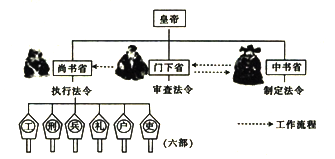 皇帝
尚书省 门下省 中书省
执行法令 审查法令 制定法令
工 刑 兵 礼 户 吏
(六部)
工作流程